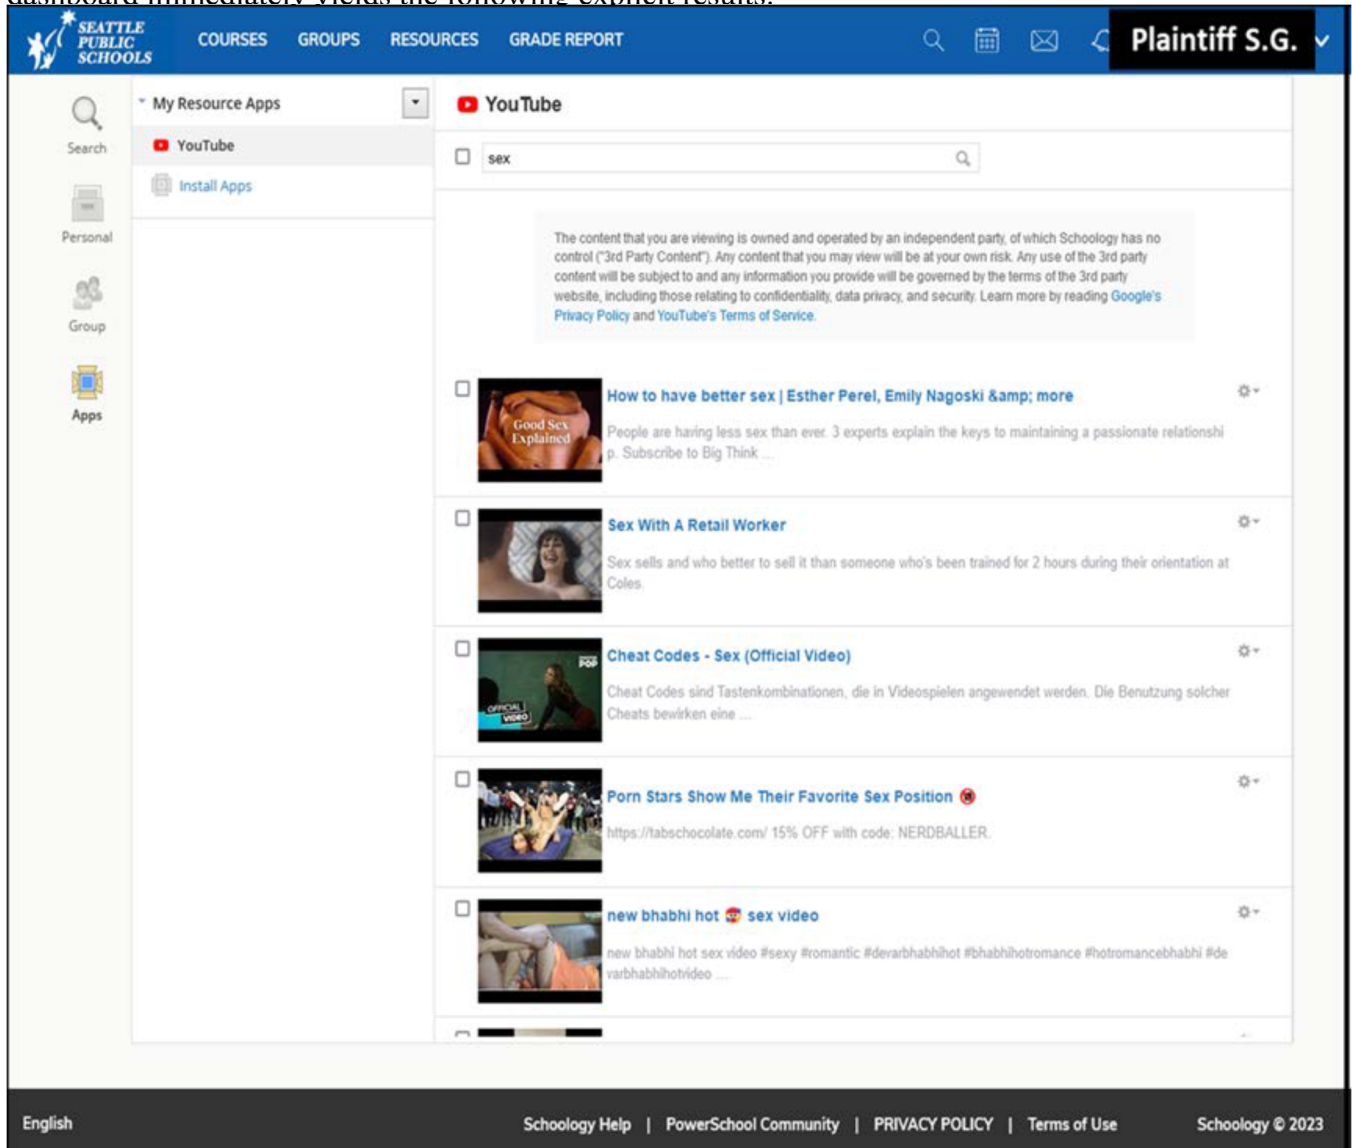 dashboard immediately yields the following explicit results.
SEATTLE
PUBLIC
SCHOOLS
COURSES GROUPS RESOURCES GRADE REPORT
Plaintiff S.G.
Search
Personal
Group
Apps
My Resource Apps
YouTube
Install Apps
YouTube
sex
The content that you are viewing is owned and operated by an independent party, of which Schoology has no
control ("3rd Party Content"). Any content that you may view will be at your own risk. Any use of the 3rd party
content will be subject to and any information you provide will be governed by the terms of the 3rd party
website, including those relating to confidentiality, data privacy, and security. Learn more by reading Google's
Privacy Policy and YouTube's Terms of Service.
Good Sex
Explained
How to have better sex | Esther Perel, Emily Nagoski &amp; more
People are having less sex than ever. 3 experts explain the keys to maintaining a passionate relationshi
p. Subscribe to Big Think ...
Sex With A Retail Worker
Sex sells and who better to sell it than someone who's been trained for 2 hours during their orientation at
Coles.
POP
OFFICIAL
VIDEO
Cheat Codes - Sex (Official Video)
Cheat Codes sind Tastenkombinationen, die in Videospielen angewendet werden. Die Benutzung solcher
Cheats bewirken eine ...
Porn Stars Show Me Their Favorite Sex Position 🔞
https://tabschocolate.com/ 15% OFF with code: NERDBALLER.
new bhabhi hot sex video
new bhabhi hot sex video #sexy #romantic #devarbhabhihot #bhabhihotromance #hotromancebhabhi #de
varbhabhihotvideo ...
English
Schoology Help | PowerSchool Community | PRIVACY POLICY | Terms of Use
Schoology © 2023